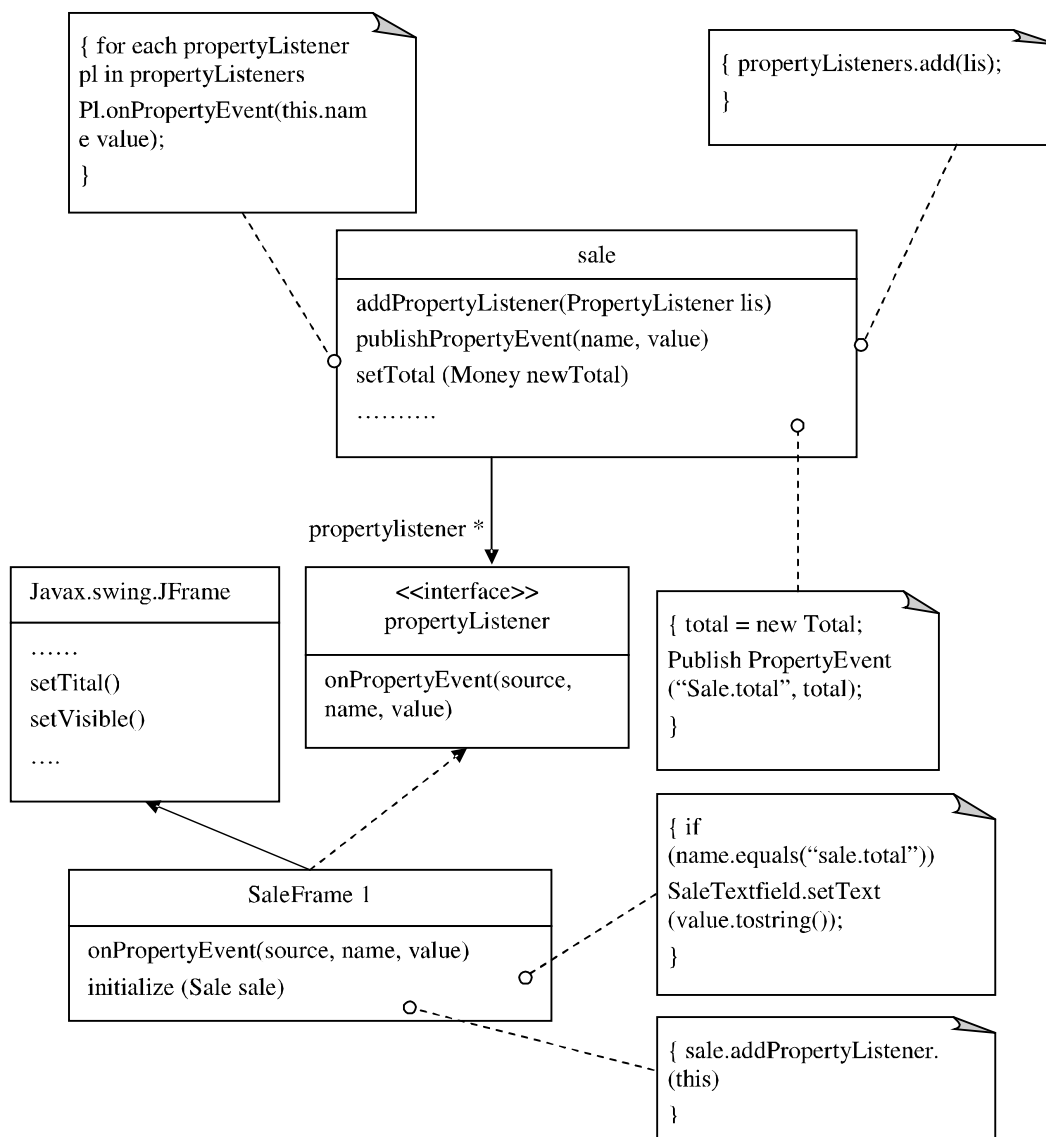 { for each propertyListener
pl in propertyListeners
Pl.onPropertyEvent(this.nam
e value);
}
{ propertyListeners.add(lis);
}
sale
addPropertyListener(PropertyListener lis)
publishPropertyEvent(name, value)
setTotal (Money newTotal)
……….
propertylistener *
Javax.swing.JFrame
……
setTital()
setVisible()
….
<<interface>>
propertyListener
onPropertyEvent(source,
name, value)
{ total = new Total;
Publish PropertyEvent
(“Sale.total”, total);
}
{ if
(name.equals(“sale.total”))
SaleTextfield.setText
(value.tostring());
}
SaleFrame 1
onPropertyEvent(source, name, value)
initialize (Sale sale)
{ sale.addPropertyListener.
(this)
}